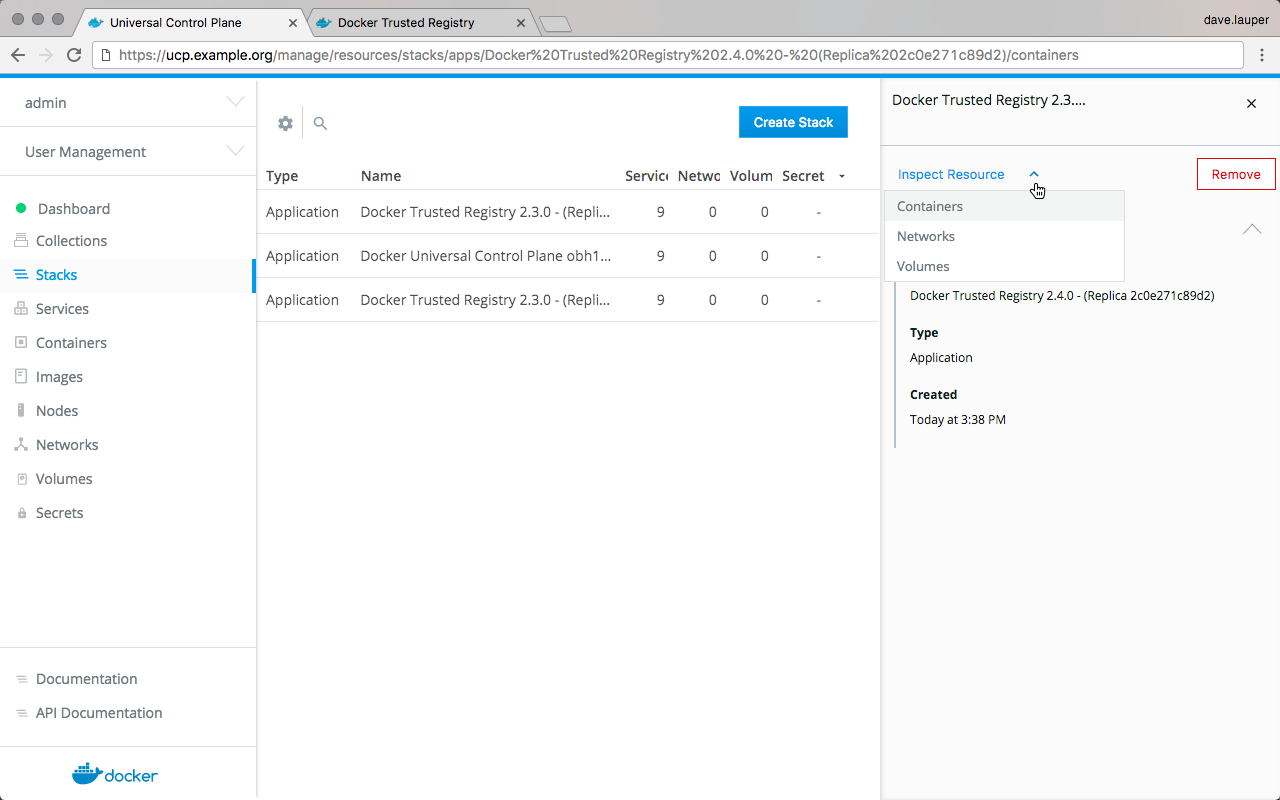 Universal Control Plane
Docker Trusted Registry
dave.lauper
https://ucp.example.org/manage/resources/stacks/apps/Docker%20Trusted%20Registry%202.4.0%20-%20(Replica%202c0e271c89d2)/containers
admin
User Management
Dashboard
Collections
Stacks
Services
Containers
Images
Nodes
Networks
Volumes
Secrets
Documentation
API Documentation
docker
Create Stack
Type Name Servic Netwo Volum Secret
Application Docker Trusted Registry 2.3.0 - (Repli... 9 0 0 -
Application Docker Universal Control Plane obh1... 9 0 0 -
Application Docker Trusted Registry 2.3.0 - (Repli... 9 0 0 -
Docker Trusted Registry 2.3....
Inspect Resource
Remove
Containers
Networks
Volumes
Docker Trusted Registry 2.4.0 - (Replica 2c0e271c89d2)
Type
Application
Created
Today at 3:38 PM